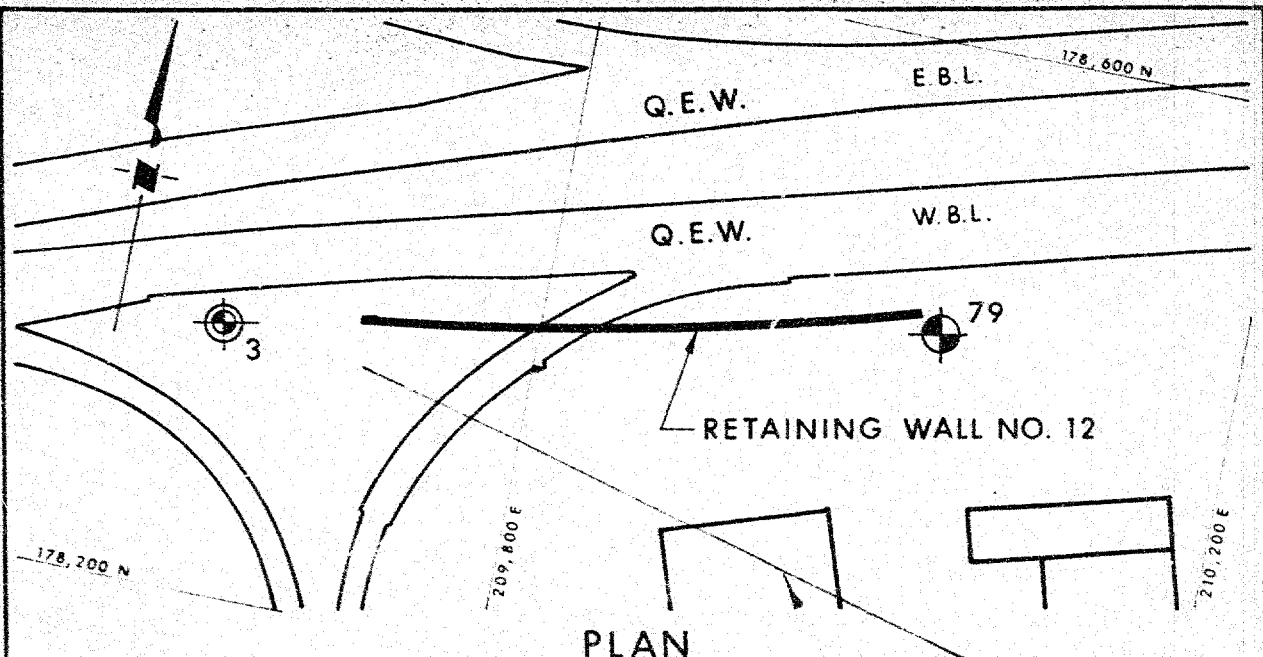 178,600 N
E.B.L.
Q.E.W.
W.B.L.
Q.E.W.
79
3
RETAINING WALL NO. 12
209,800 E
210,200 E
178,200 N
PLAN